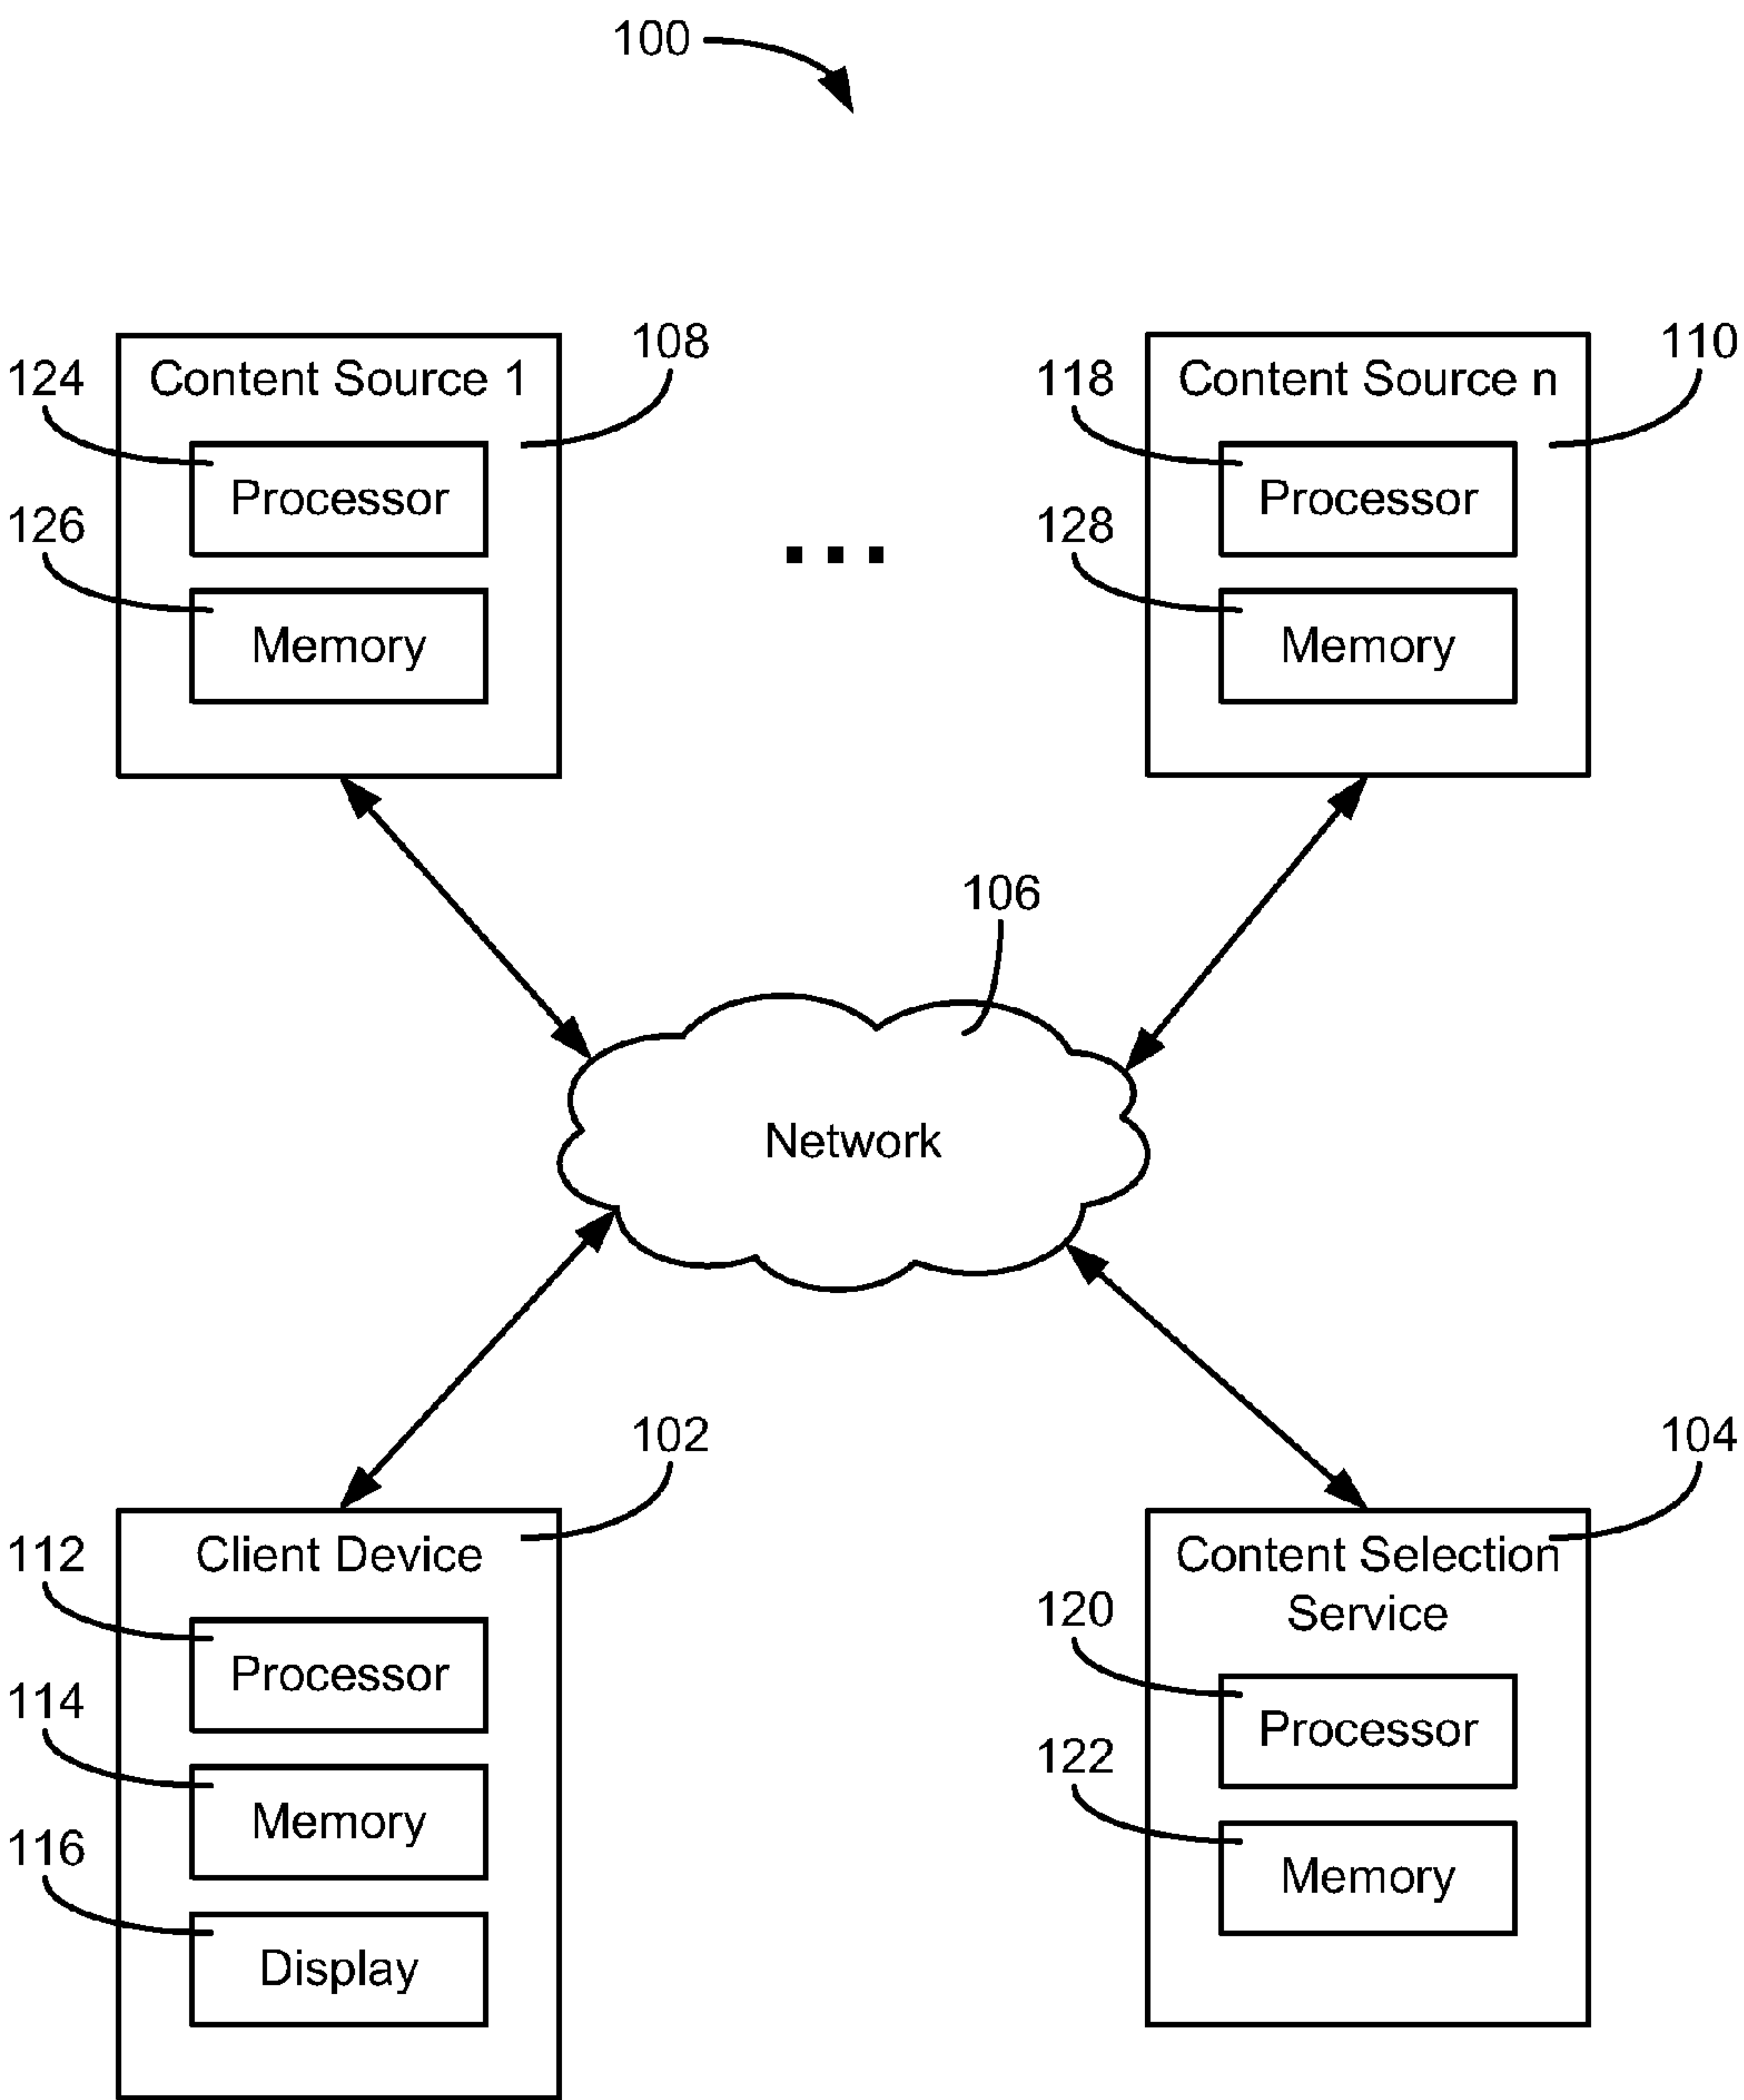 100
108
110
124
Content Source 1
118
Content Source n
Processor
Processor
126
128
Memory
Memory
...
106
Network
102
104
112
Client Device
Content Selection
Service
120
Processor
Processor
114
122
Memory
Memory
116
Display